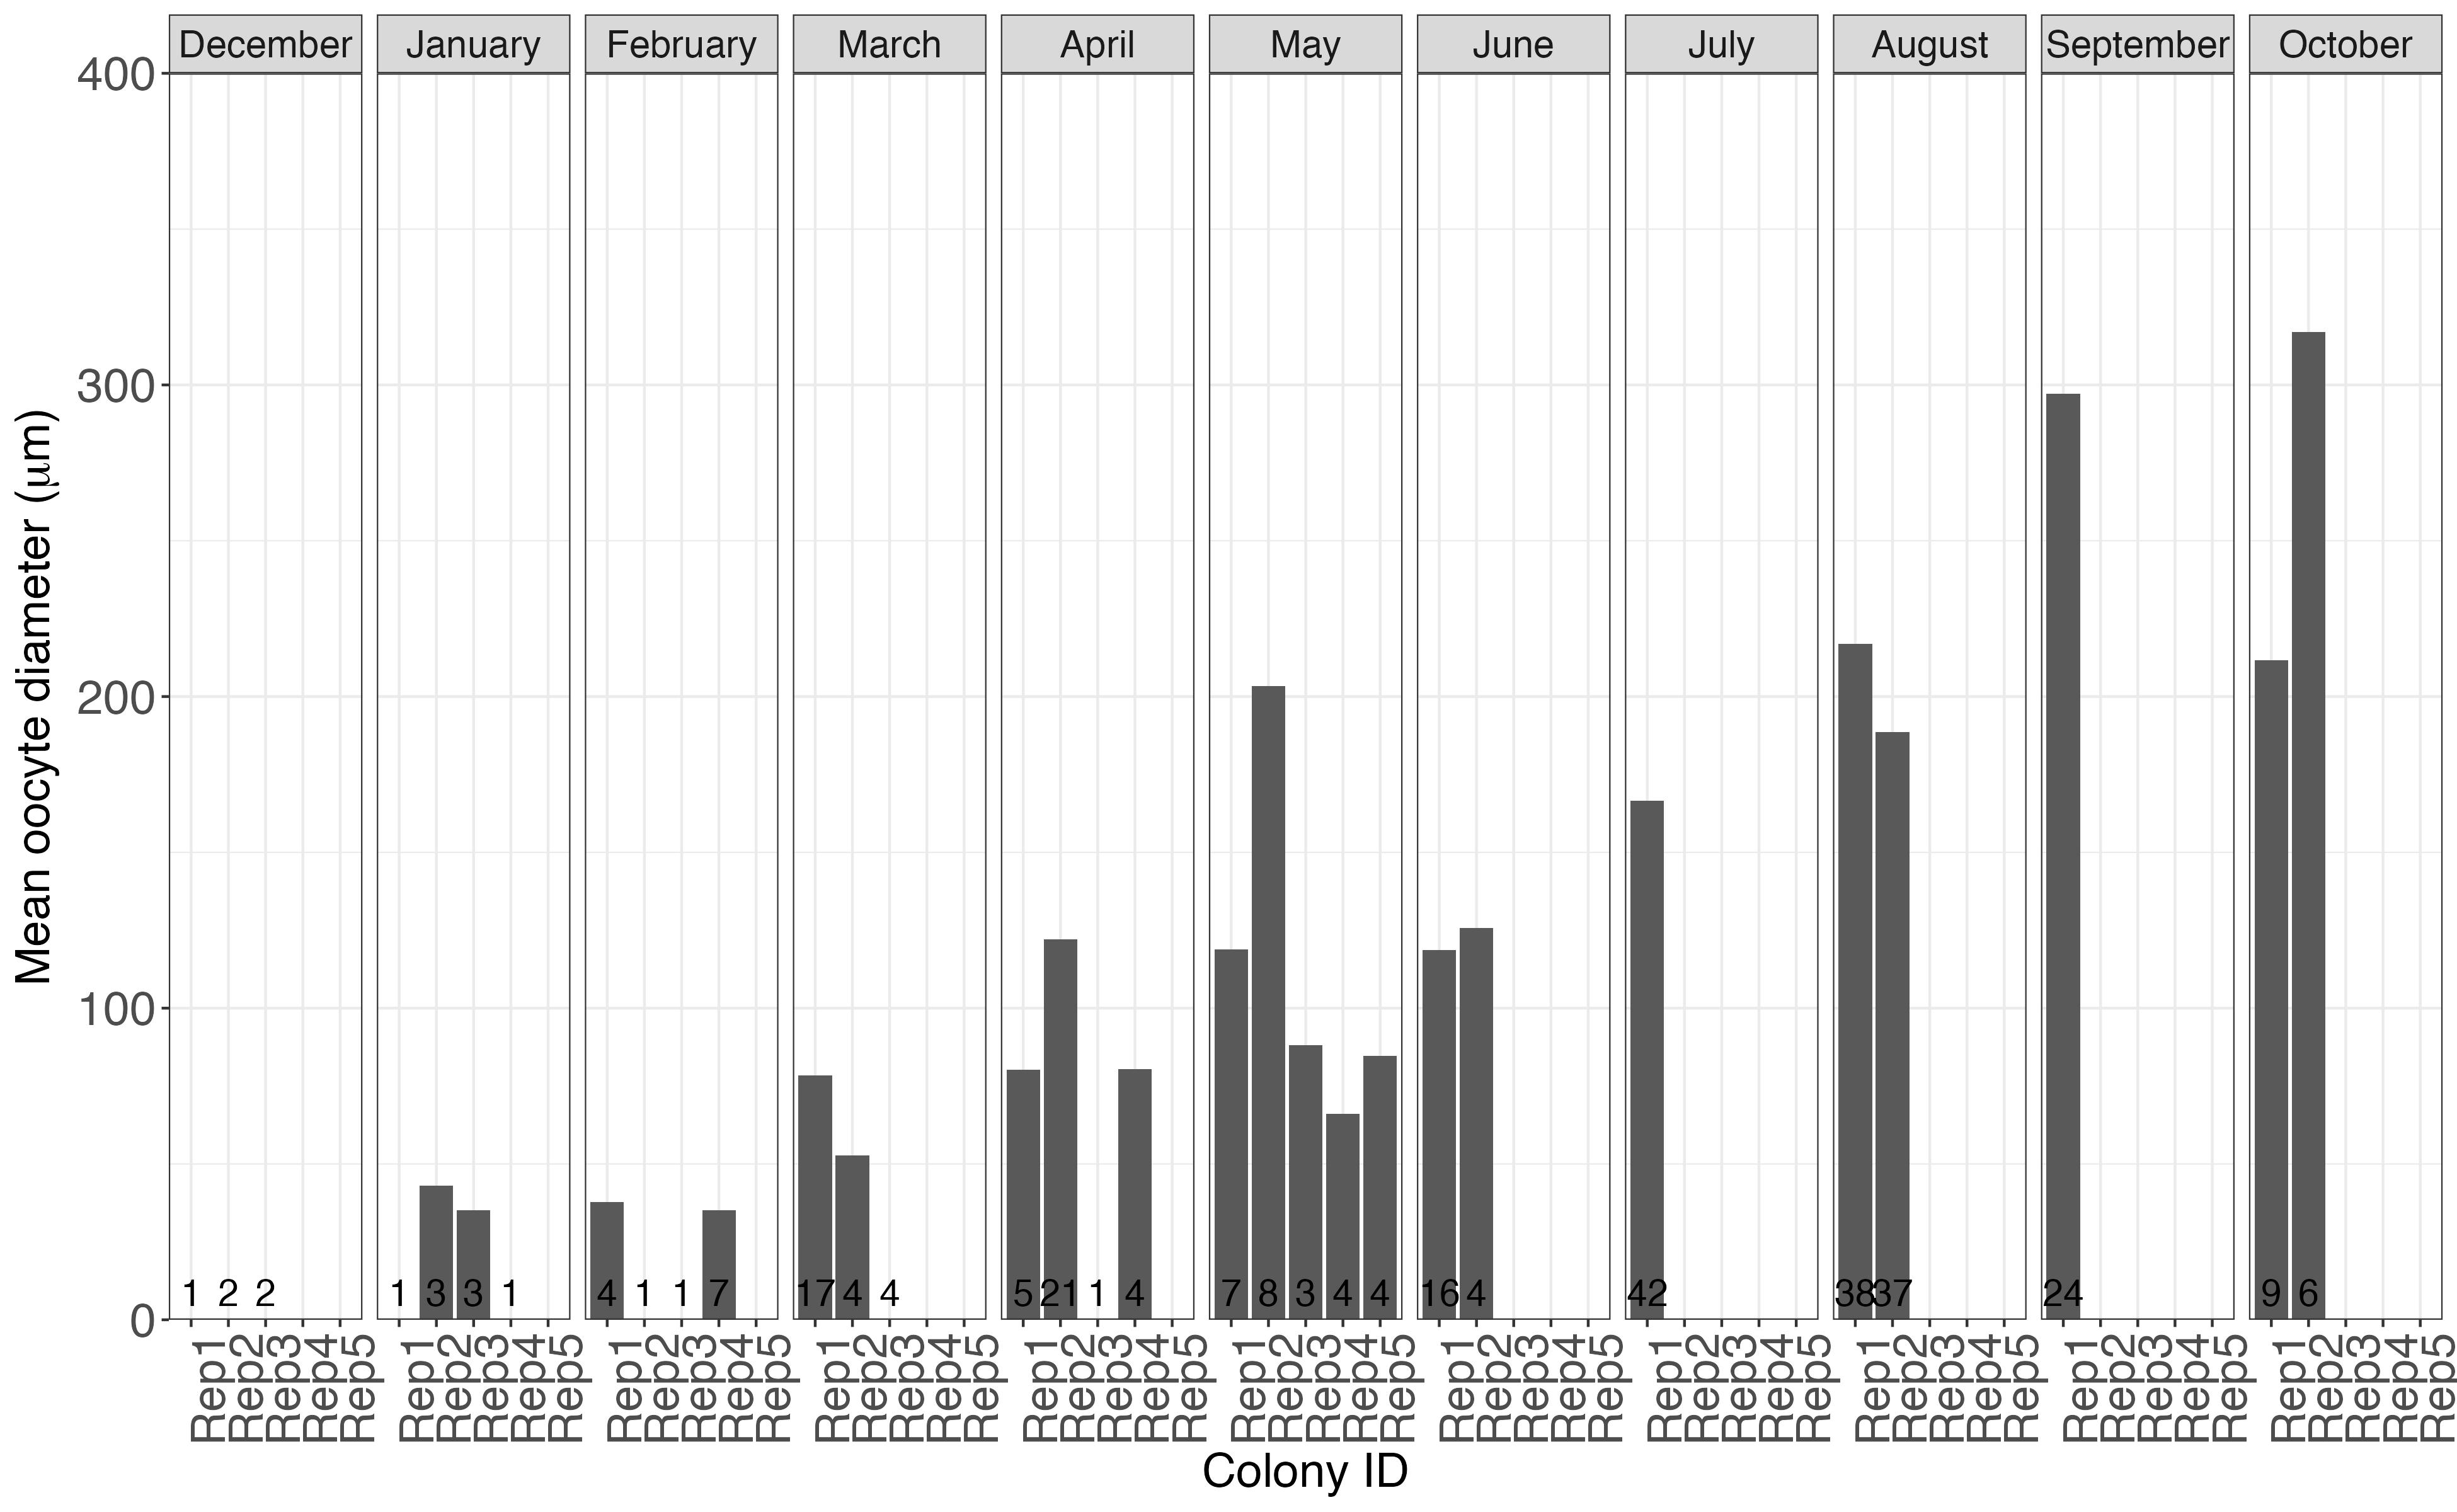 December January February March April May June July August September October
400
300
200
100
0
Mean oocyte diameter (μm)
1 2 2 1 3 3 1 4 1 1 7 17 4 4 5 21 1 4 7 8 3 4 4 16 4 42 38 37 24 9 6
Rep1 Rep2 Rep3 Rep4 Rep5 Rep1 Rep2 Rep3 Rep4 Rep5 Rep1 Rep2 Rep3 Rep4 Rep5 Rep1 Rep2 Rep3 Rep4 Rep5 Rep1 Rep2 Rep3 Rep4 Rep5 Rep1 Rep2 Rep3 Rep4 Rep5 Rep1 Rep2 Rep3 Rep4 Rep5 Rep1 Rep2 Rep3 Rep4 Rep5 Rep1 Rep2 Rep3 Rep4 Rep5 Rep1 Rep2 Rep3 Rep4 Rep5 Rep1 Rep2 Rep3 Rep4 Rep5
Colony ID